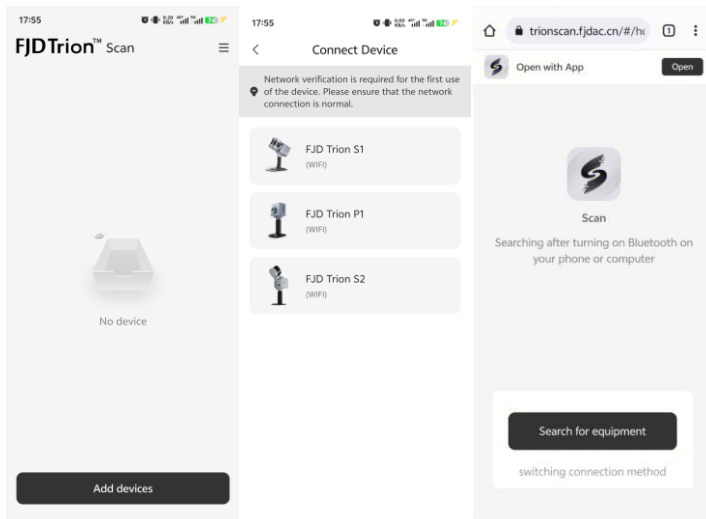 17:55
FJD Trion™ Scan
No device
Add devices
17:55
Connect Device
Network verification is required for the first use
of the device. Please ensure that the network
connection is normal.
FJD Trion S1
(WIFI)
FJD Trion P1
(WIFI)
FJD Trion S2
(WIFI)
trionscan.fjdac.cn/#/h
1
Open with App
Open
Scan
Searching after turning on Bluetooth on
your phone or computer
Search for equipment
switching connection method